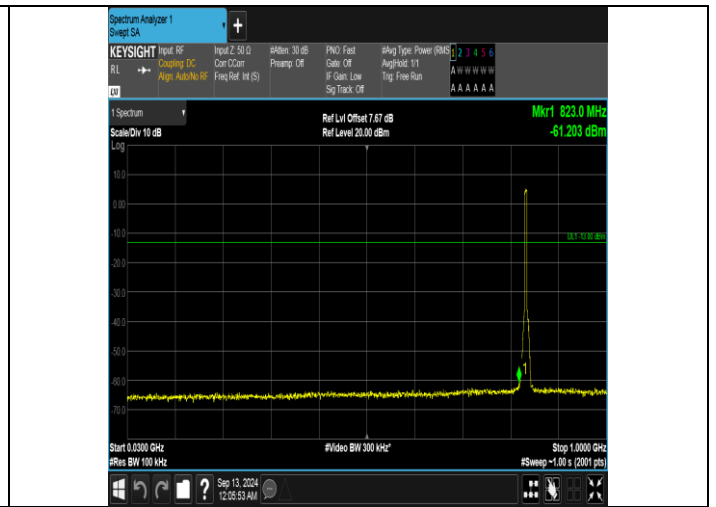 Spectrum Analyzer 1
Swept SA
+
KEYSIGHT Input: RF Input Z: 50 Ω #Atten: 30 dB PNO: Fast #Avg Type: Power (RMS 1 2 3 4 5 6
RL Coupling: DC Corr CCorr Preamp: Off Gate: Off Avg|Hold: 1/1 A W W W W W
Align: Auto/No RF Freq Ref: Int (S) IF Gain: Low Trig: Free Run
LXI Sig Track: Off A A A A A A
1 Spectrum Ref Lvl Offset 7.67 dB Mkr1 823.0 MHz
Scale/Div 10 dB Ref Level 20.00 dBm -61.203 dBm
Log
10.0
0.00
-10.0
DL1 -13.00 dBm
-20.0
-30.0
-40.0
-50.0
1
-60.0
-70.0
Start 0.0300 GHz #Video BW 300 kHz* Stop 1.0000 GHz
#Res BW 100 kHz #Sweep ~1.00 s (2001 pts)
? Sep 13, 2024
12:05:53 AM